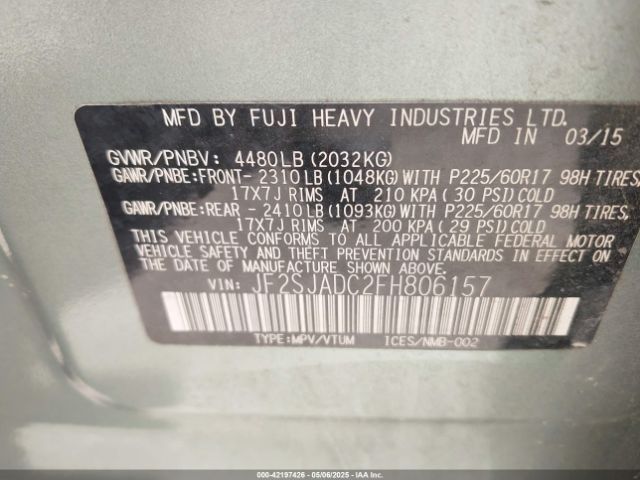 MFD BY FUJI HEAVY INDUSTRIES LTD.
MFD IN 03/15
GVWR/PNBV: 4480LB(2032KG)
GAWR/PNBE:FRONT- 2310LB(1048KG)WITH P225/60R17 98H TIRES,
17X7J RIMS AT 210 KPA( 30 PSI)COLD
GAWR/PNBE:REAR - 2410LB(1093KG)WITH P225/60R17 98H TIRES,
17X7J RIMS AT 200 KPA( 29 PSI)COLD
THIS VEHICLE CONFORMS TO ALL APPLICABLE FEDERAL MOTOR
VEHICLE SAFETY AND THEFT PREVENTION STANDARDS IN EFFECT ON
THE DATE OF MANUFACTURE SHOWN ABOVE.
VIN: JF2SJADC2FH806157
TYPE:MPV/VTUM ICES/NMB-002
000-42197426 - 05/06/2025 - IAAI.COM